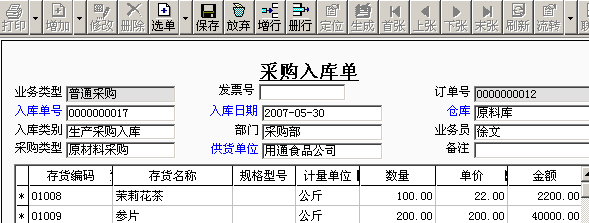 打印 增加 修改 删除 选单 保存 放弃 增行 删行 定位 生成 首张 上张 下张 末张 刷新 流转
采购入库单
业务类型 普通采购 发票号 订单号 0000000012
入库单号 0000000017 入库日期 2007-05-30 仓库 原料库
入库类别 生产采购入库 部门 采购部 业务员 徐文
采购类型 原材料采购 供货单位 用通食品公司 备注
存货编码 存货名称 规格型号 计量单位 数量 单价 金额
* 01008 茉莉花茶 公斤 100.00 22.00 2200.00
* 01009 参片 公斤 200.00 200.00 40000.00